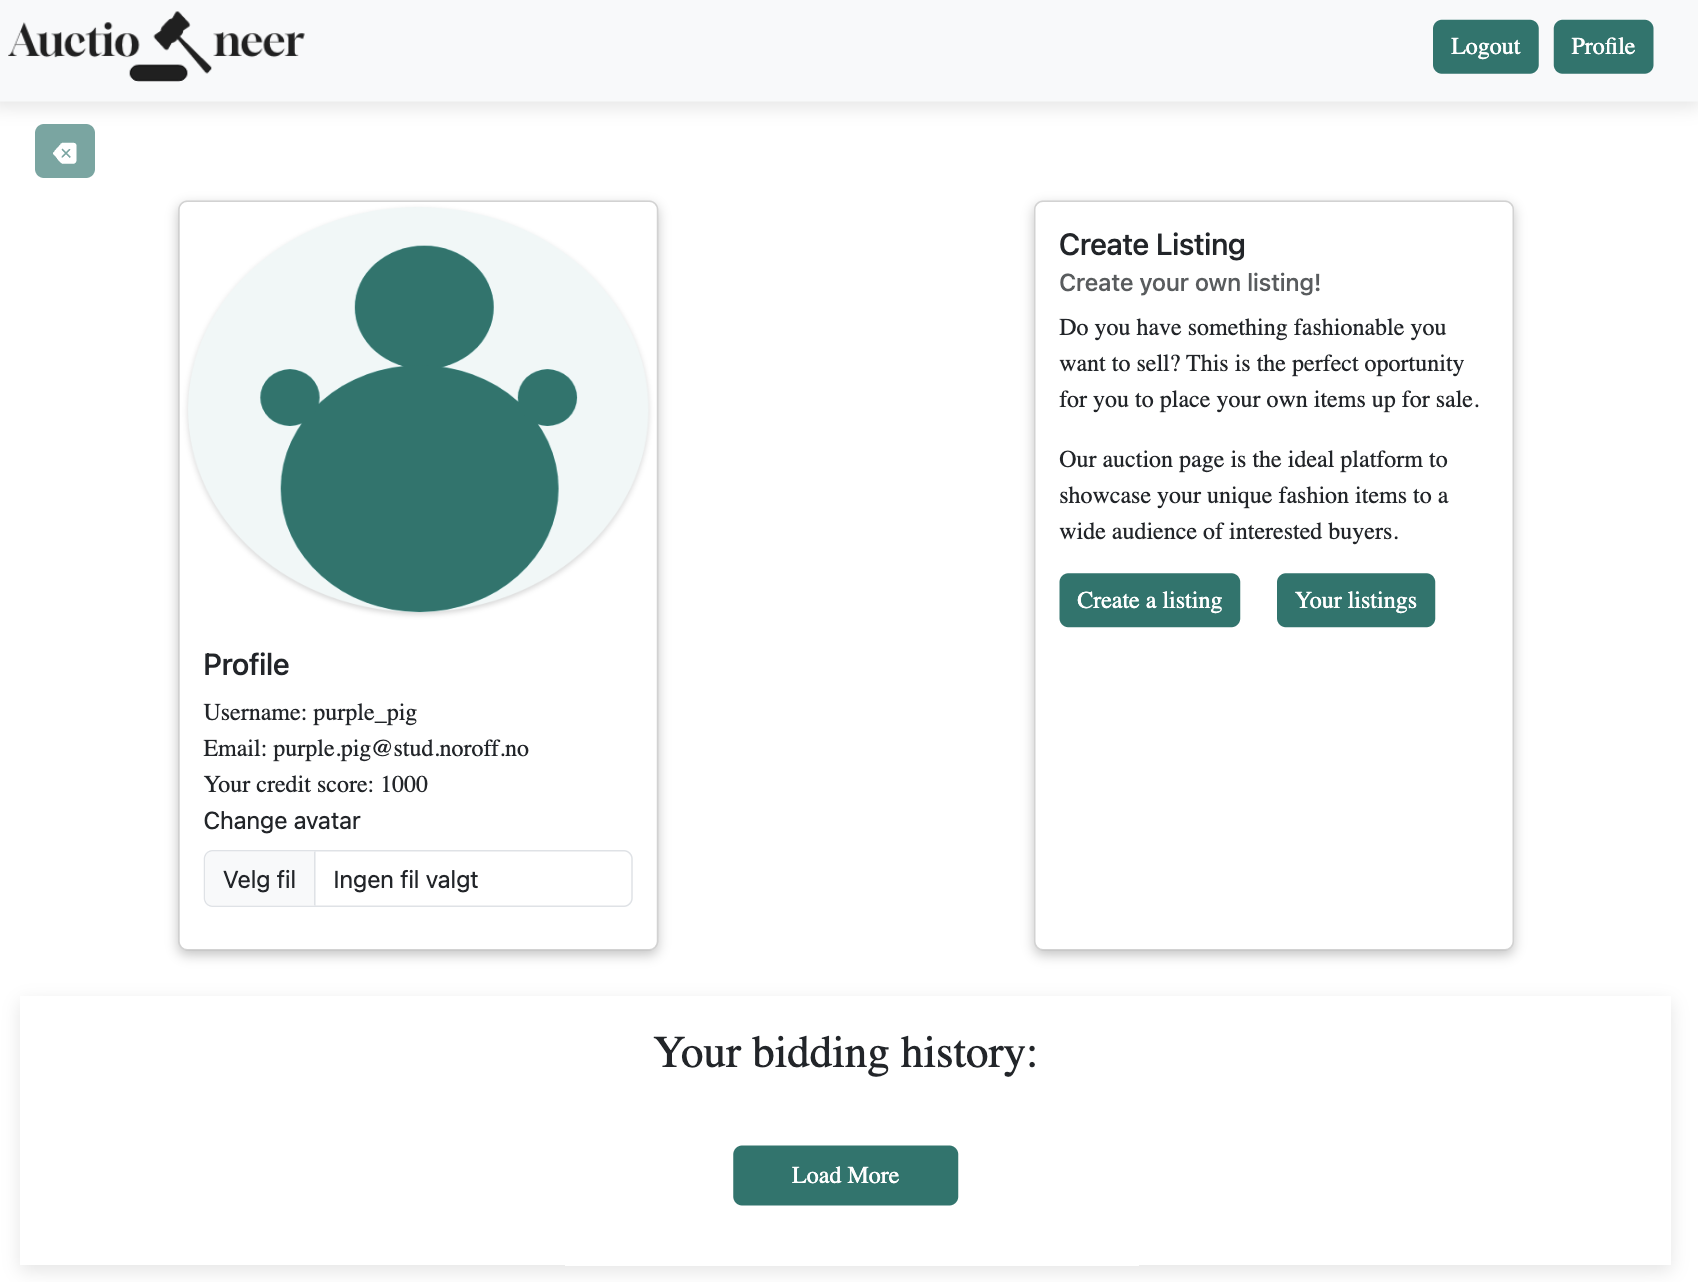 Auctio neer
Logout
Profile
Create Listing
Create your own listing!
Do you have something fashionable you
want to sell? This is the perfect oportunity
for you to place your own items up for sale.
Our auction page is the ideal platform to
showcase your unique fashion items to a
wide audience of interested buyers.
Create a listing
Your listings
Profile
Username: purple_pig
Email: purple.pig@stud.noroff.no
Your credit score: 1000
Change avatar
Velg fil
Ingen fil valgt
Your bidding history:
Load More